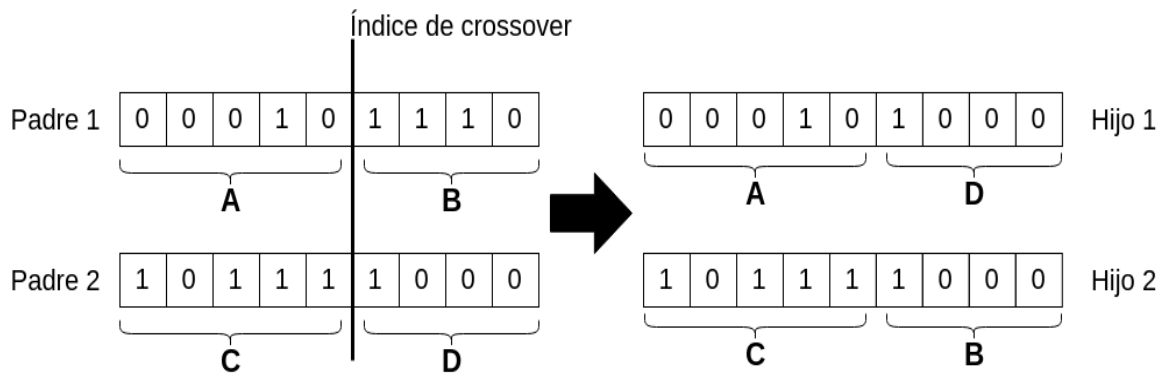 Índice de crossover
Padre 1 0 0 0 1 0 1 1 1 0
0 0 0 1 0 1 0 0 0 Hijo 1
A B
A D
Padre 2 1 0 1 1 1 1 0 0 0
1 0 1 1 1 1 0 0 0 Hijo 2
C D
C B